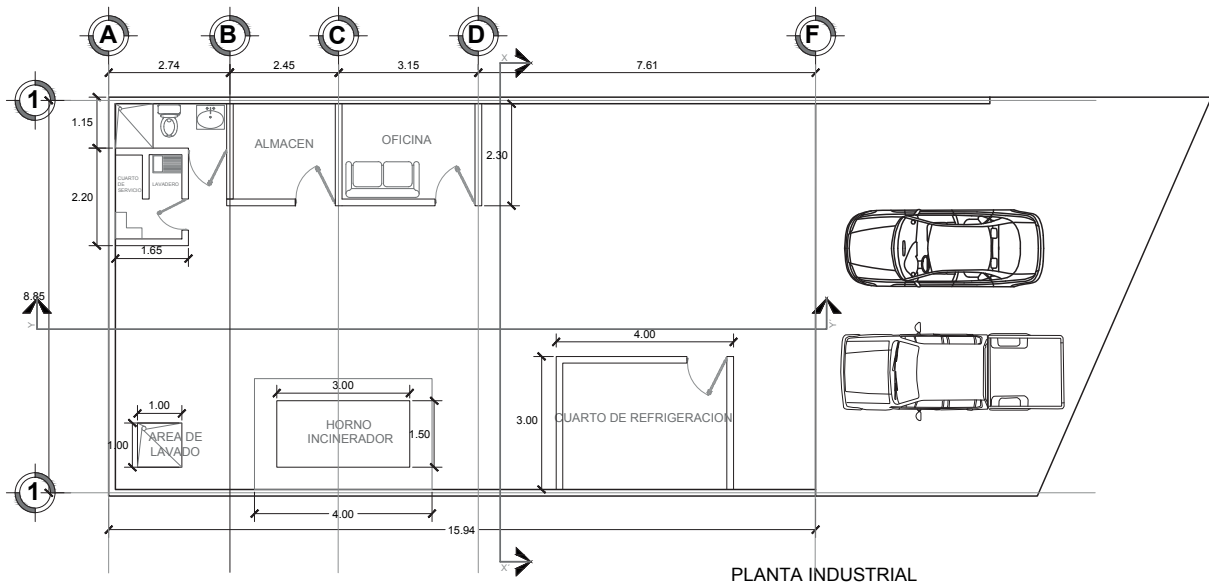 A
B
C
D
F
2.74
2.45
3.15
7.61
X
1
1.15
2.20
ALMACEN
OFICINA
2.30
CUARTO
DE
SERVICIO
LAVADERO
1.65
8.85
Y
Y'
4.00
3.00
CUARTO DE REFRIGERACION
3.00
HORNO
INCINERADOR
1.50
1.00
1.00
AREA DE
LAVADO
1
4.00
15.94
X'
PLANTA INDUSTRIAL